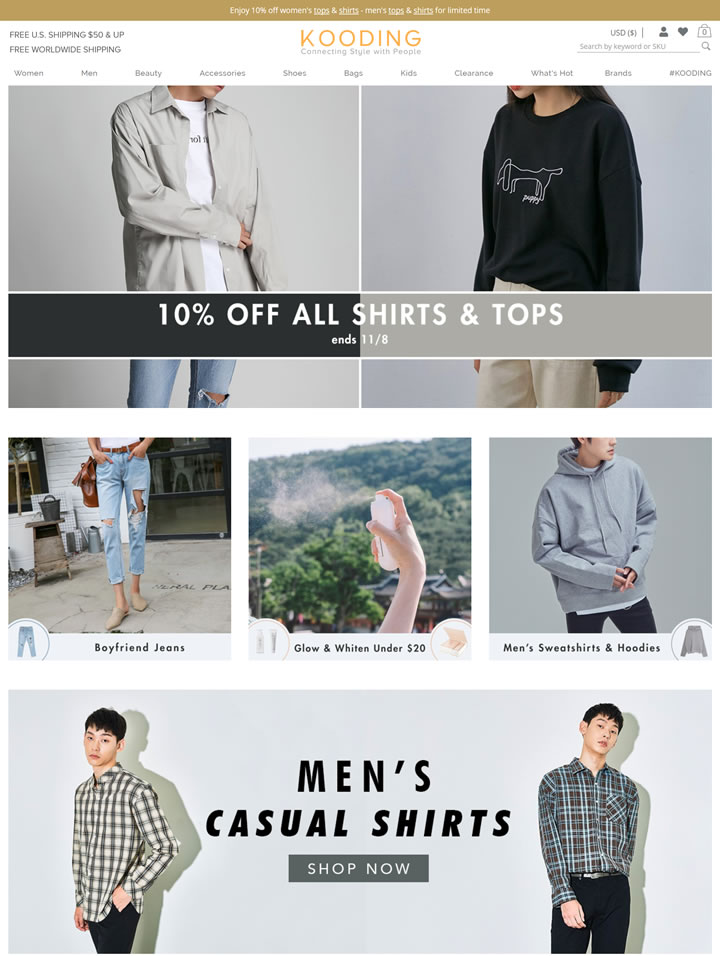 Enjoy 10% off women's tops & shirts - men's tops & shirts for limited time
FREE U.S. SHIPPING $50 & UP
FREE WORLDWIDE SHIPPING
KOODING
Connecting Style with People
USD ($)
0
Search by keyword or SKU
Women Men Beauty Accessories Shoes Bags Kids Clearance What's Hot Brands #KOODING
puppy
10% OFF ALL SHIRTS & TOPS
ends 11/8
Boyfriend Jeans
Glow & Whiten Under $20
Men's Sweatshirts & Hoodies
MEN'S
CASUAL SHIRTS
SHOP NOW